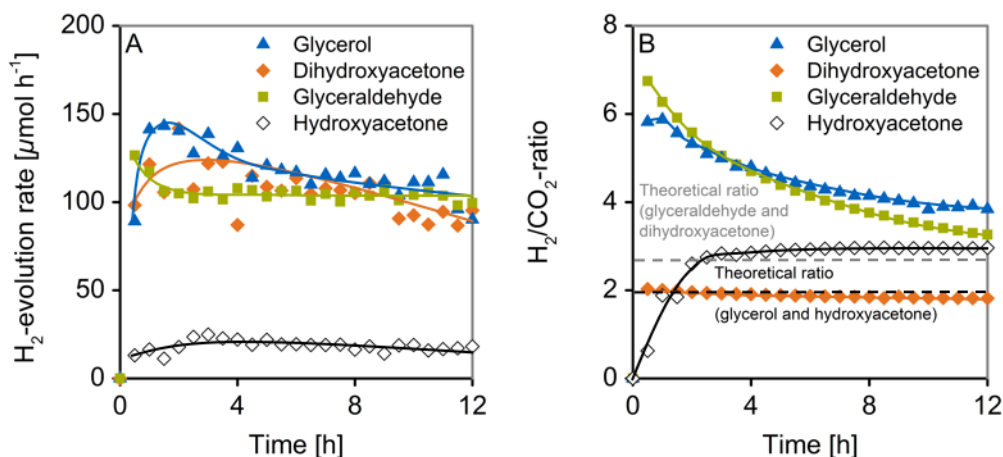 A
Glycerol
Dihydroxyacetone
Glyceraldehyde
Hydroxyacetone
200
150
100
50
0
H₂-evolution rate [µmol h⁻¹]
0 4 8 12
Time [h]
B
Glycerol
Dihydroxyacetone
Glyceraldehyde
Hydroxyacetone
8
6
4
2
0
H₂/CO₂-ratio
Theoretical ratio
(glyceraldehyde and
dihydroxyacetone)
Theoretical ratio
(glycerol and hydroxyacetone)
0 4 8 12
Time [h]